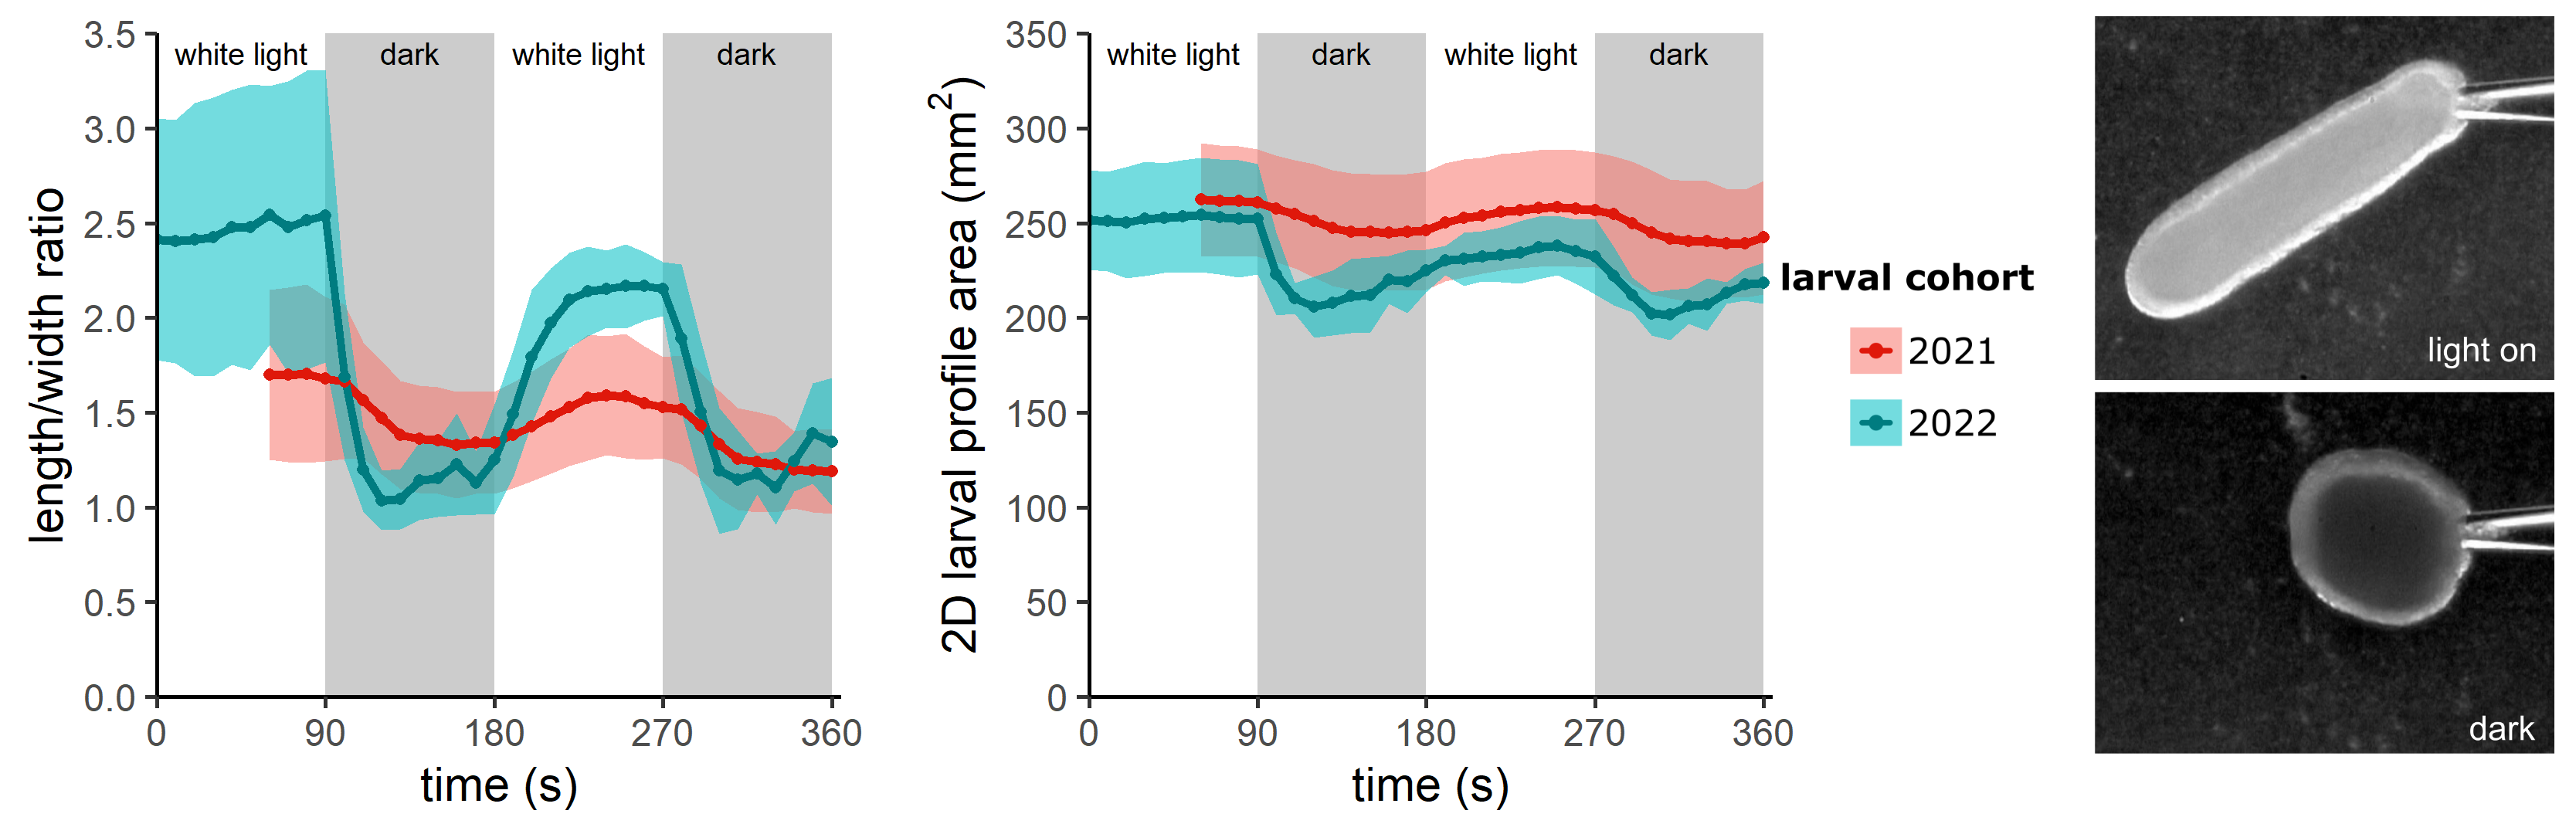 length/width ratio
3.5
3.0
2.5
2.0
1.5
1.0
0.5
0.0
white light
dark
white light
dark
0
90
180
270
360
time (s)
2D larval profile area (mm²)
350
300
250
200
150
100
50
0
white light
dark
white light
dark
0
90
180
270
360
time (s)
larval cohort
2021
2022
light on
dark